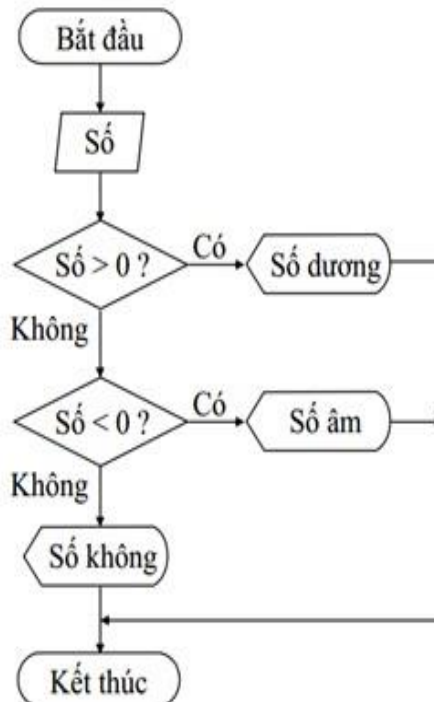 Bắt đầu
Số
Số > 0 ?
Có
Số dương
Không
Số < 0 ?
Có
Số âm
Không
Số không
Kết thúc